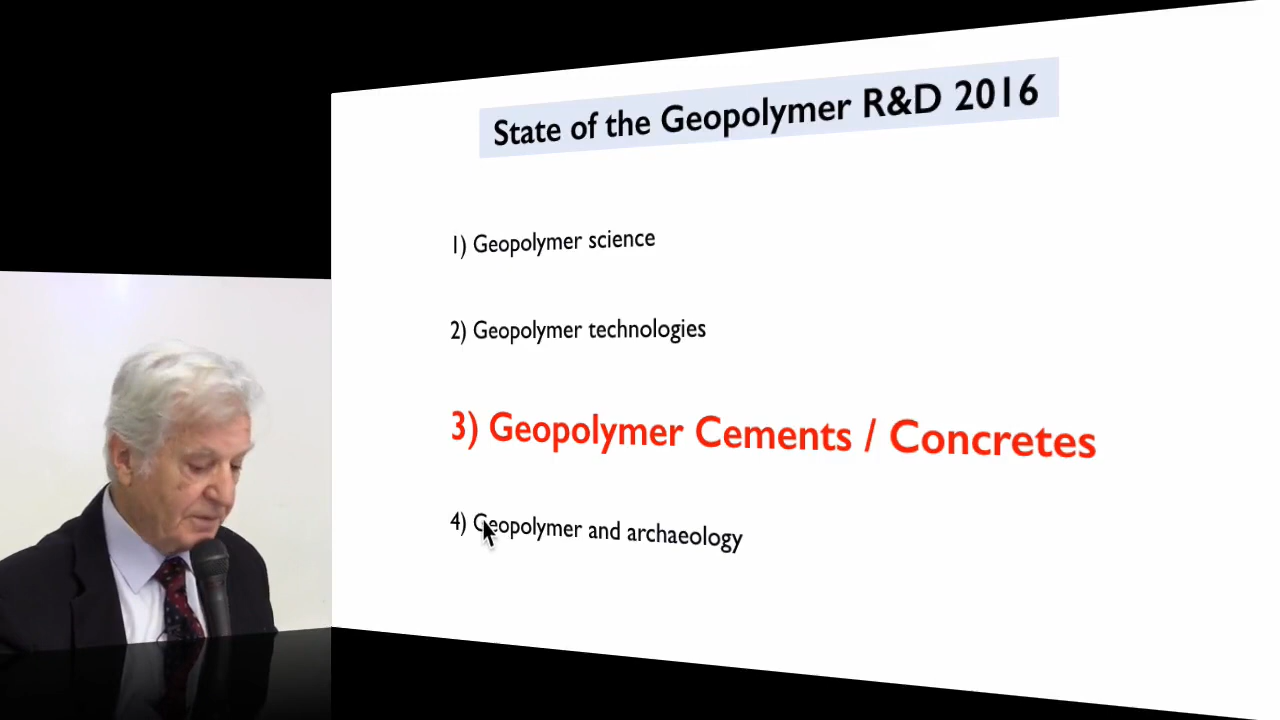 State of the Geopolymer R&D 2016
1) Geopolymer science
2) Geopolymer technologies
3) Geopolymer Cements / Concretes
4) Geopolymer and archaeology